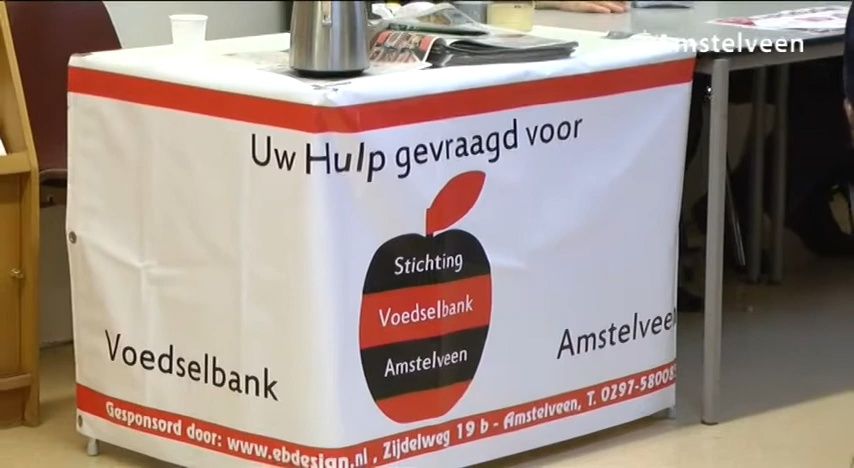 Amstelveen
Uw Hulp gevraagd voor
Stichting
Voedselbank
Amstelveen
Voedselbank
Amstelveen
Gesponsord door: www.ebdesign.nl , Zijdelweg 19 b - Amstelveen, T. 0297-58008